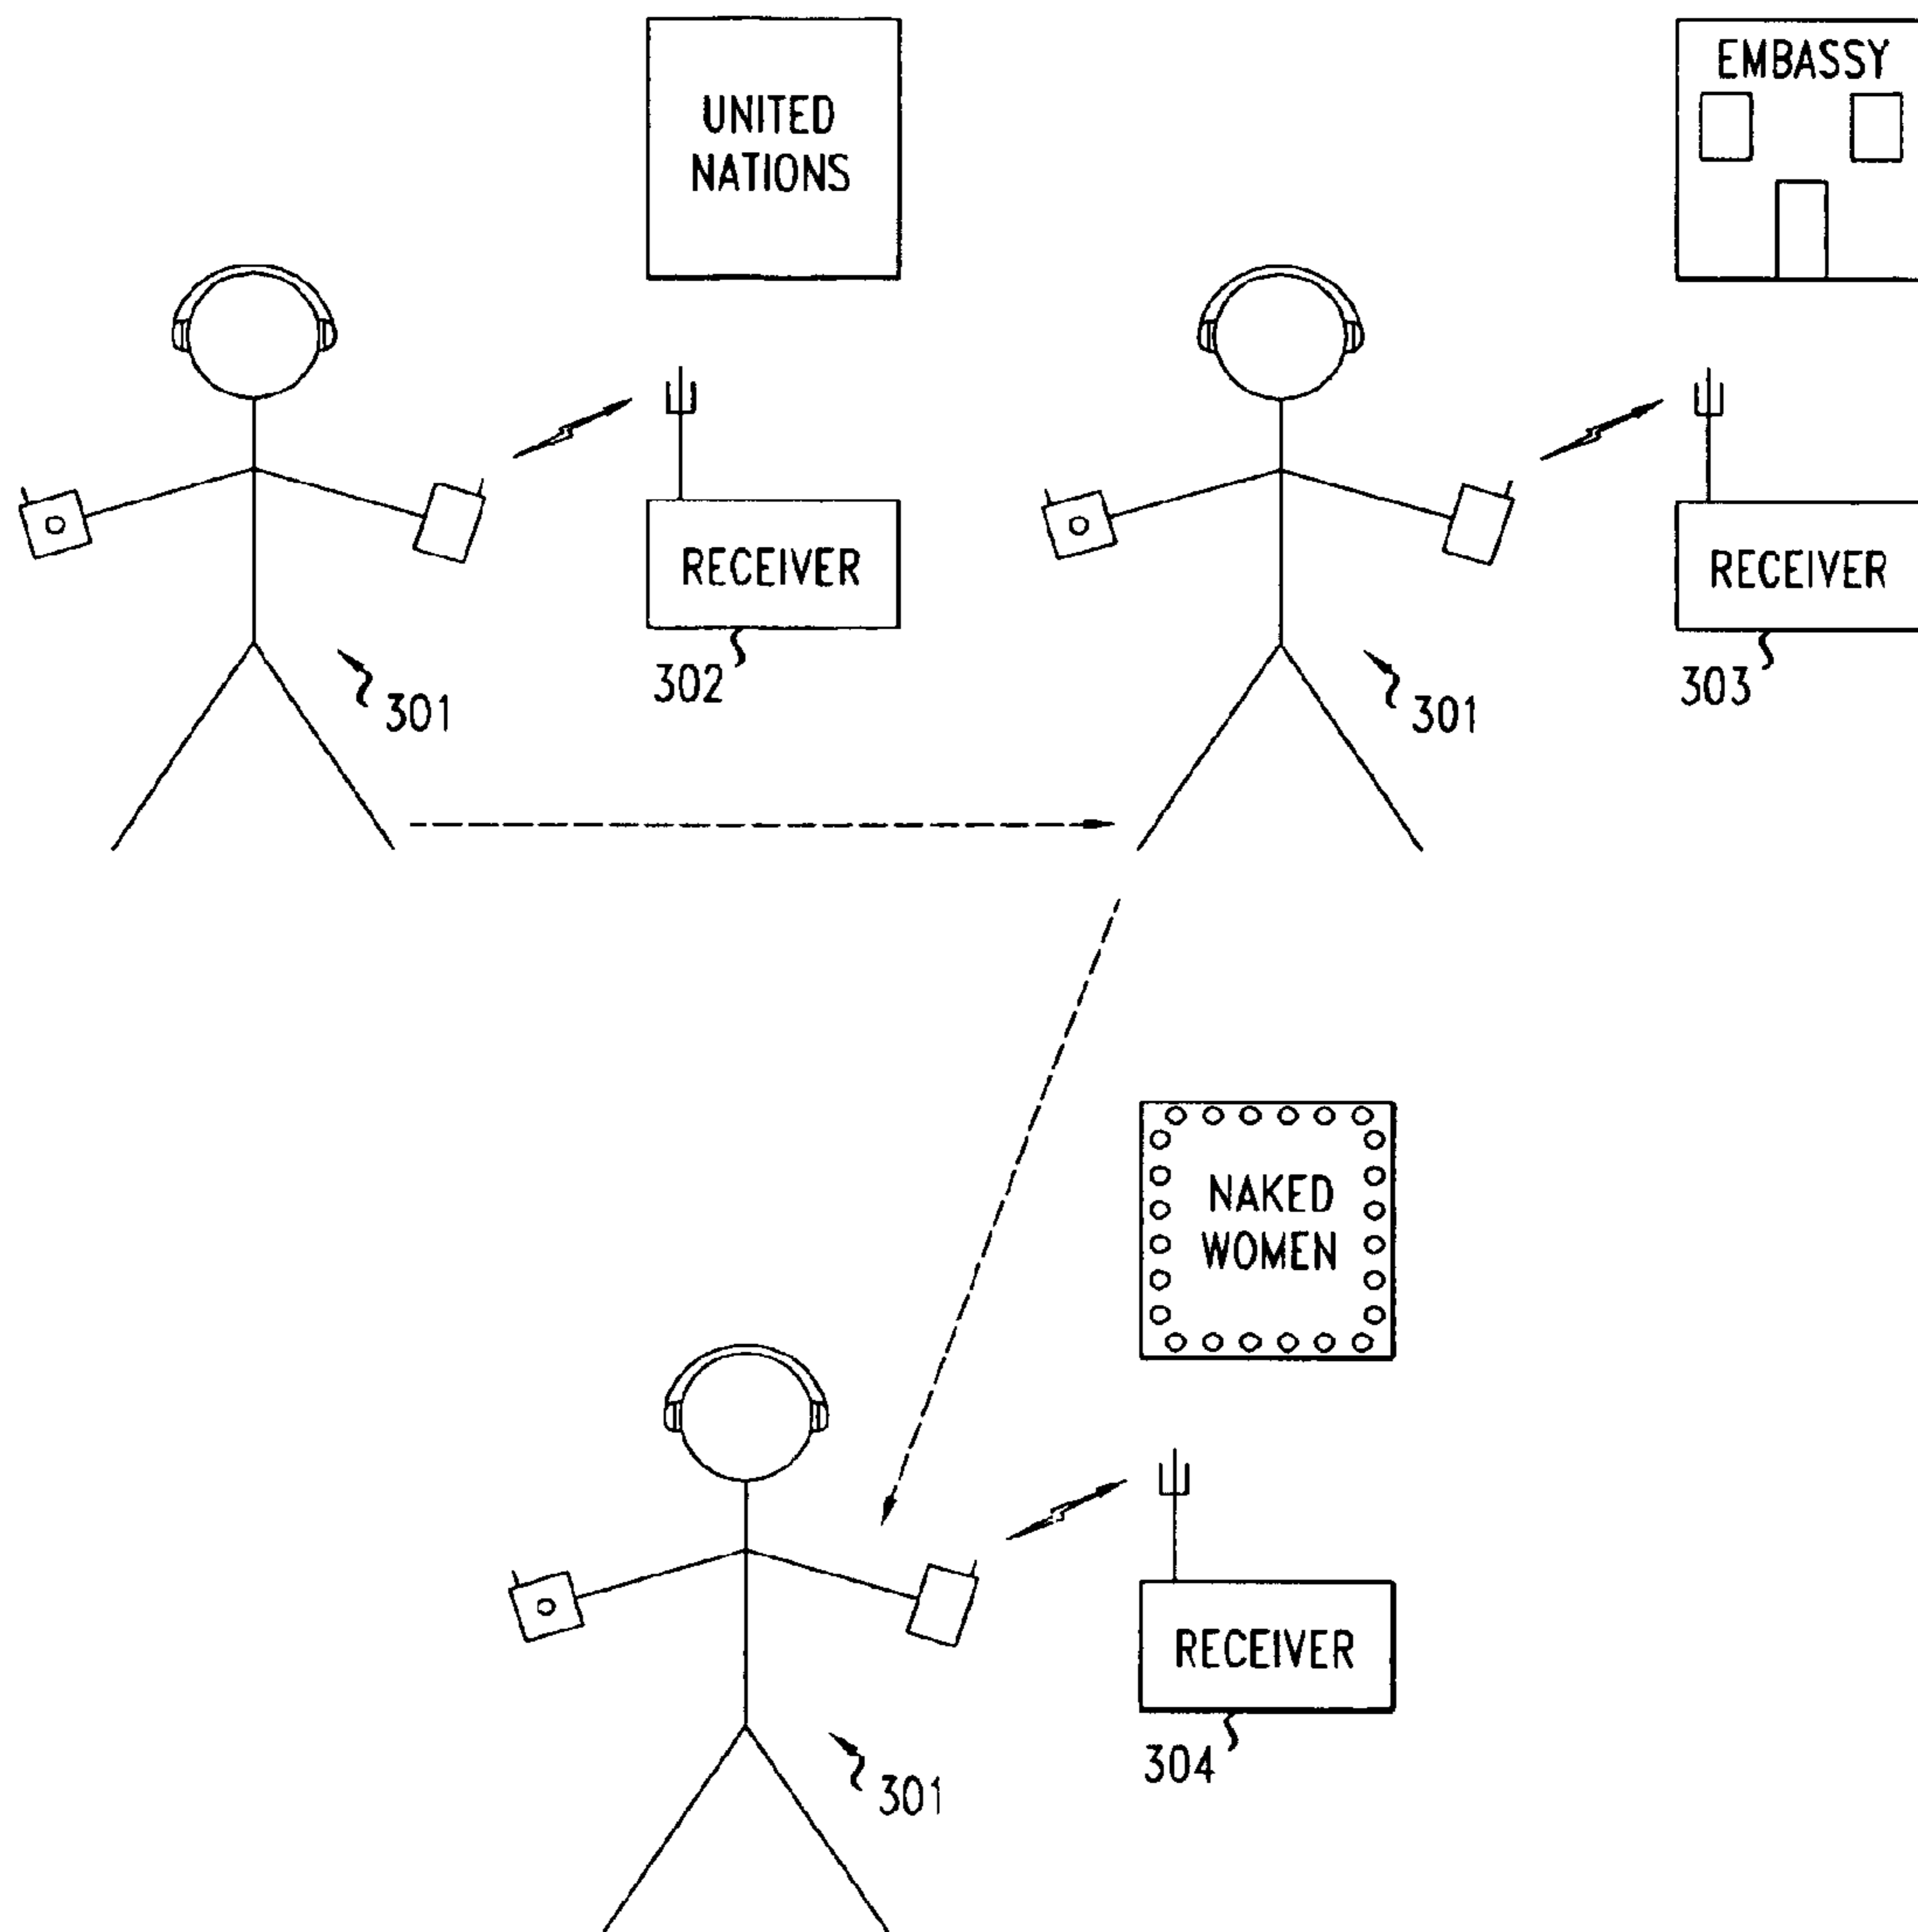 UNITED
NATIONS
EMBASSY
RECEIVER
302
301
RECEIVER
303
301
NAKED
WOMEN
RECEIVER
304
301